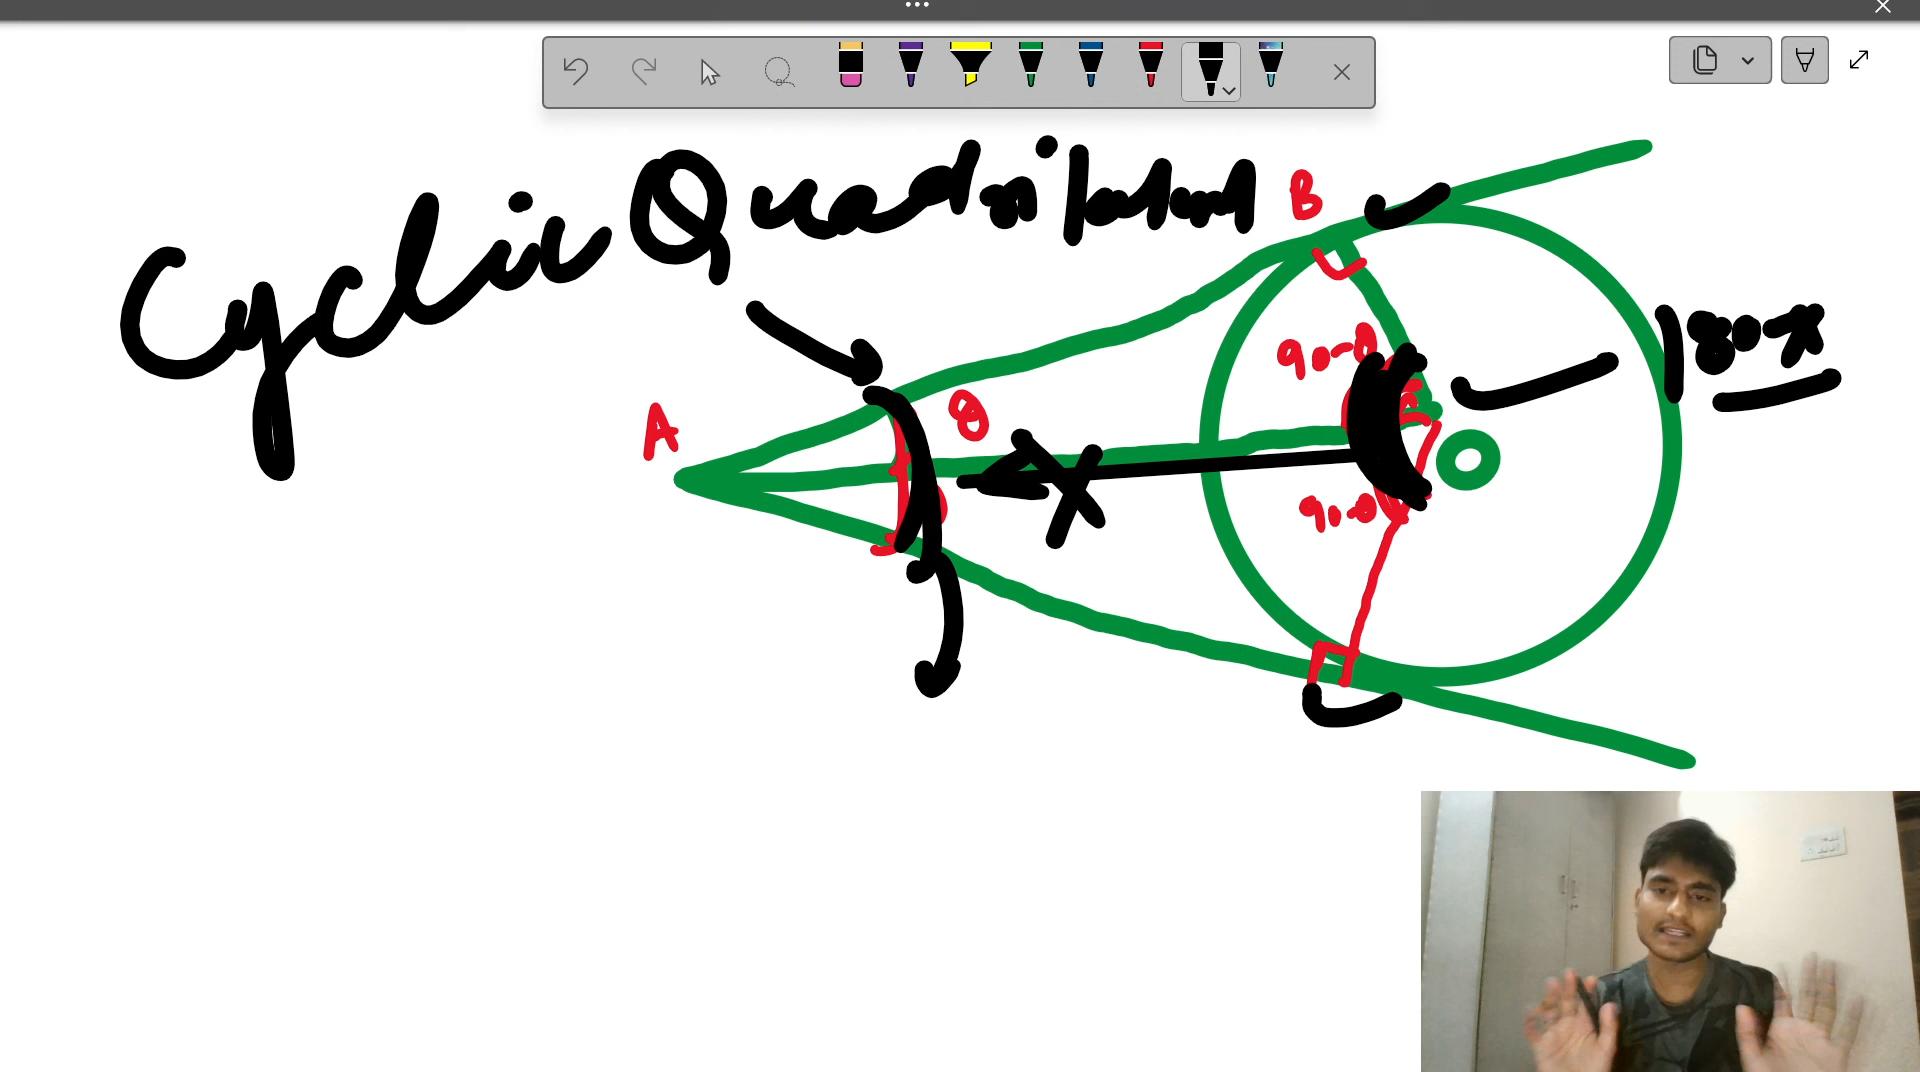 Cyclic Quadrilateral
B
180-x
90-θ
A
θ
x
O
90-θ